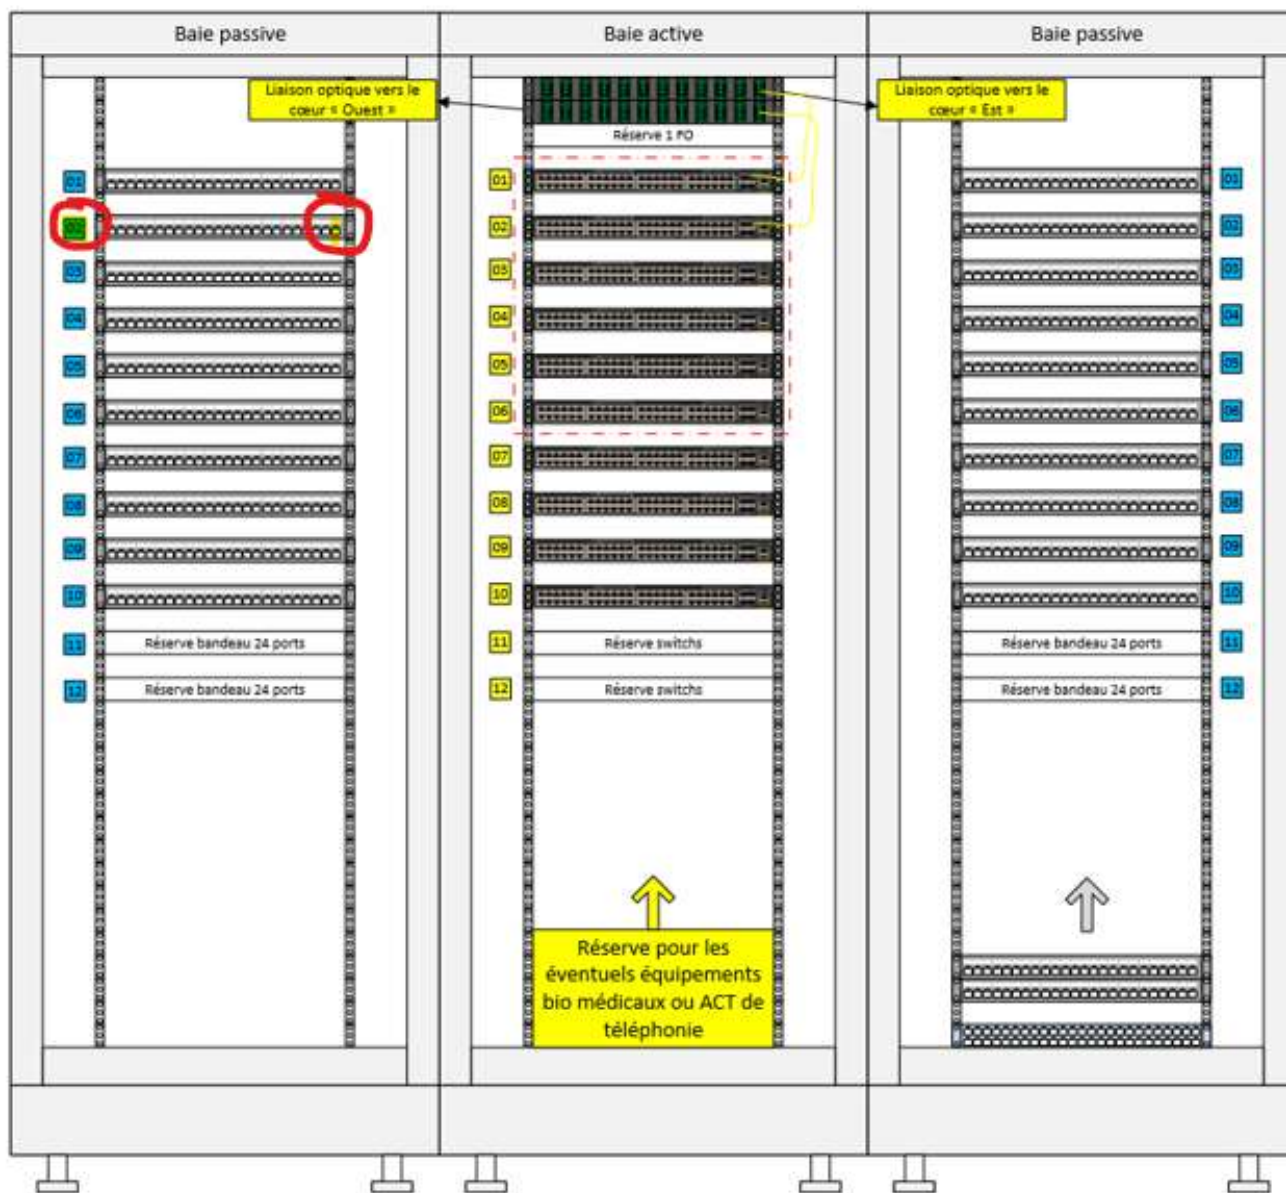 Baie passive
Baie active
Baie passive
Liaison optique vers le
cœur « Ouest »
Liaison optique vers le
cœur « Est »
Réserve 1 FO
01
01
01
02
02
02
03
03
03
04
04
04
05
05
05
06
06
06
07
07
07
08
08
08
09
09
09
10
10
10
11
Réserve bandeau 24 ports
11
Réserve switchs
Réserve bandeau 24 ports
11
12
Réserve bandeau 24 ports
12
Réserve switchs
Réserve bandeau 24 ports
12
Réserve pour les
éventuels équipements
bio médicaux ou ACT de
téléphonie